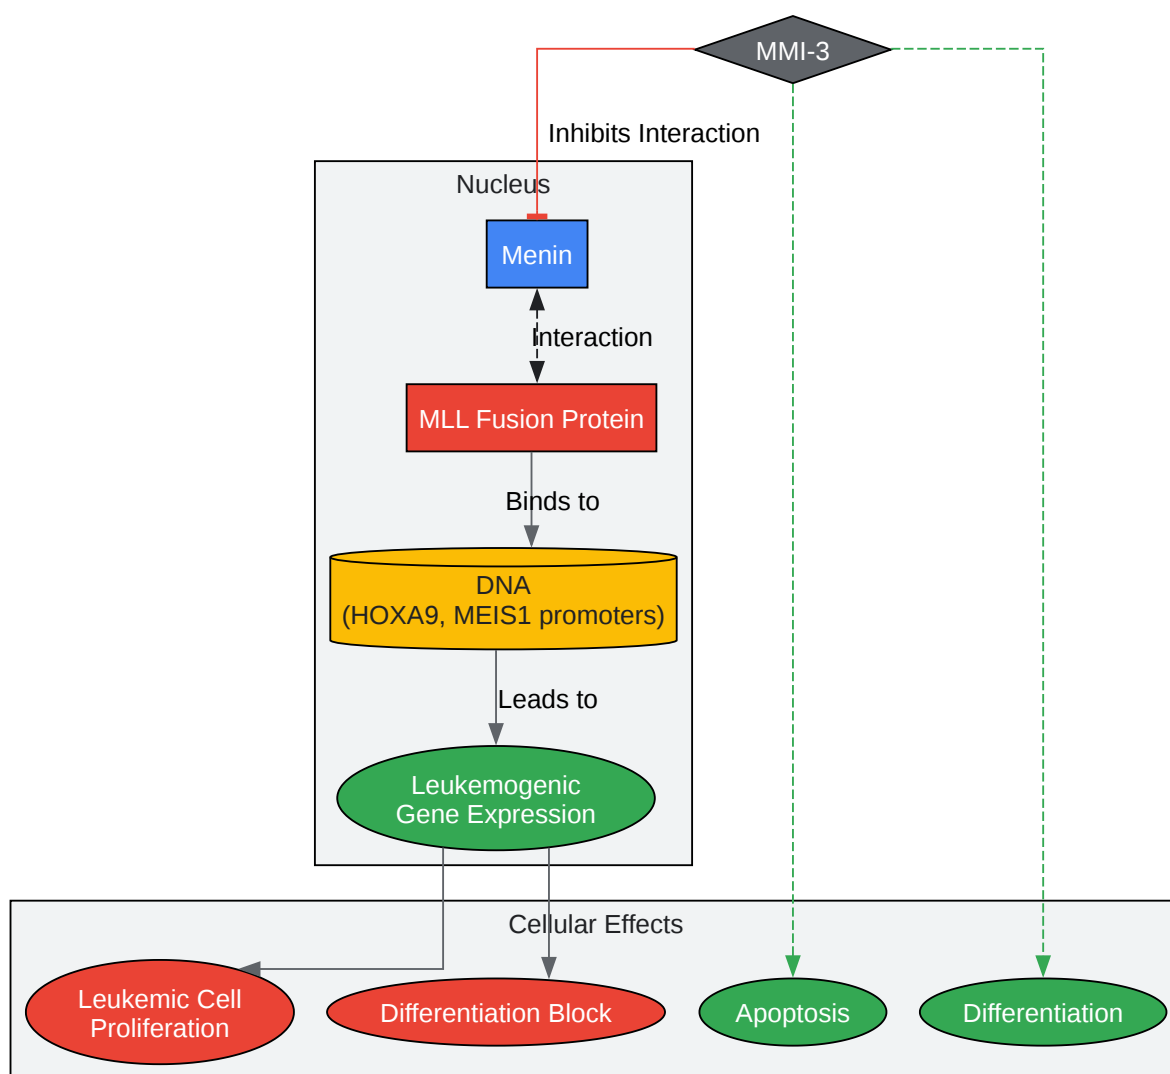 MMI-3
Inhibits Interaction
Nucleus
Menin
Interaction
MLL Fusion Protein
Binds to
DNA
(HOXA9, MEIS1 promoters)
Leads to
Leukemogenic
Gene Expression
Cellular Effects
Leukemic Cell
Proliferation
Differentiation Block
Apoptosis
Differentiation